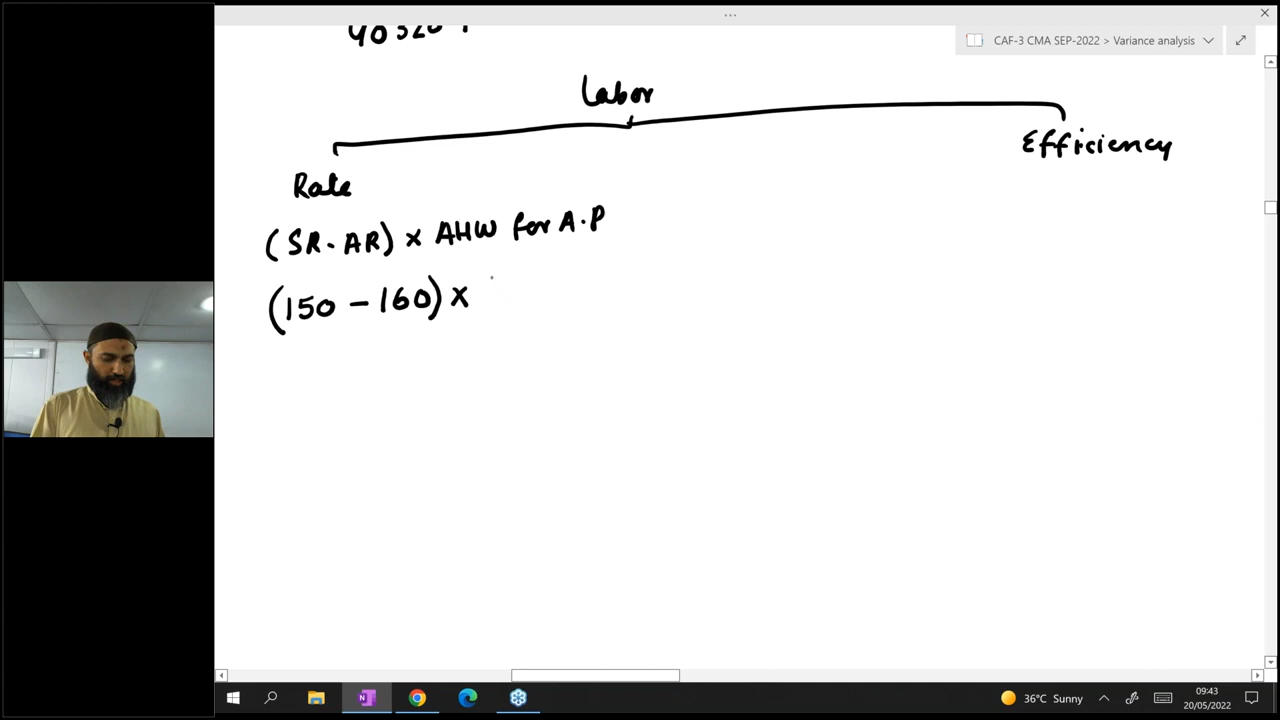 CAF-3 CMA SEP-2022 > Variance analysis
Labor
Rate
Efficiency
(SR - AR) × AHW for A.P
(150 - 160) ×
36°C Sunny
09:43
20/05/2022